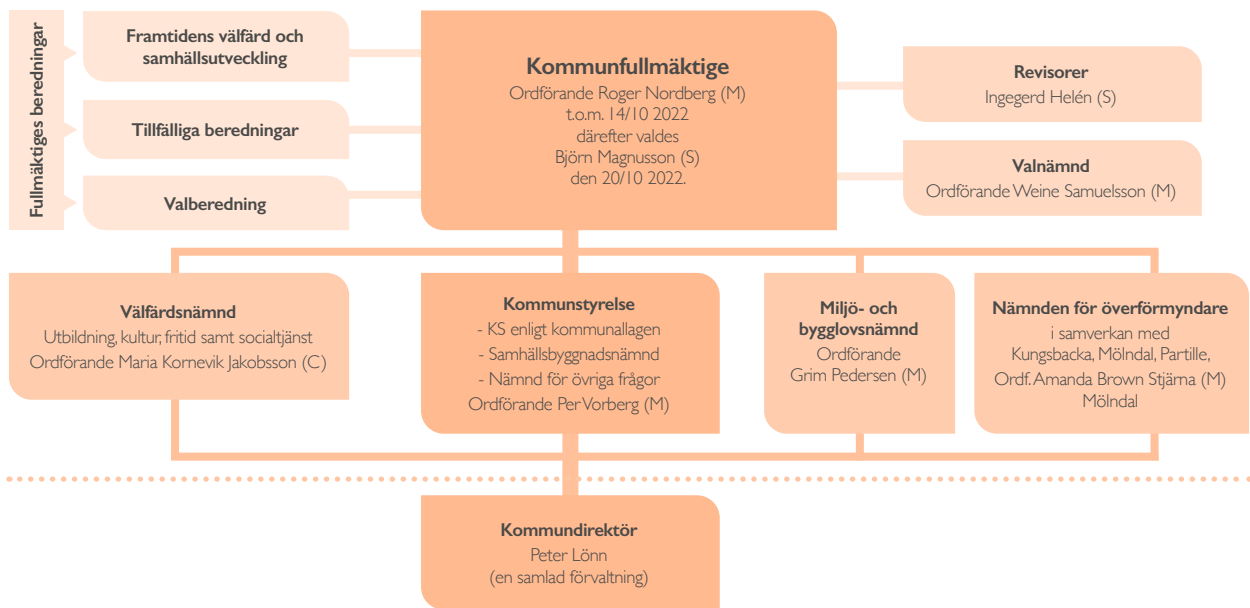 Fullmäktiges beredningar
Framtidens välfärd och
samhällsutveckling
Tillfälliga beredningar
Valberedning
Kommunfullmäktige
Ordförande Roger Nordberg (M)
t.o.m. 14/10 2022
därefter valdes
Björn Magnusson (S)
den 20/10 2022.
Revisorer
Ingegerd Helén (S)
Valnämnd
Ordförande Weine Samuelsson (M)
Välfärdsnämnd
Utbildning, kultur, fritid samt socialtjänst
Ordförande Maria Kornevik Jakobsson (C)
Kommunstyrelse
- KS enligt kommunallagen
- Samhällsbyggnadsnämnd
- Nämnd för övriga frågor
Ordförande Per Vorberg (M)
Miljö- och
bygglovsnämnd
Ordförande
Grim Pedersen (M)
Nämnden för överförmyndare
i samverkan med
Kungsbacka, Mölndal, Partille,
Ordf. Amanda Brown Stjärna (M)
Mölndal
Kommundirektör
Peter Lönn
(en samlad förvaltning)